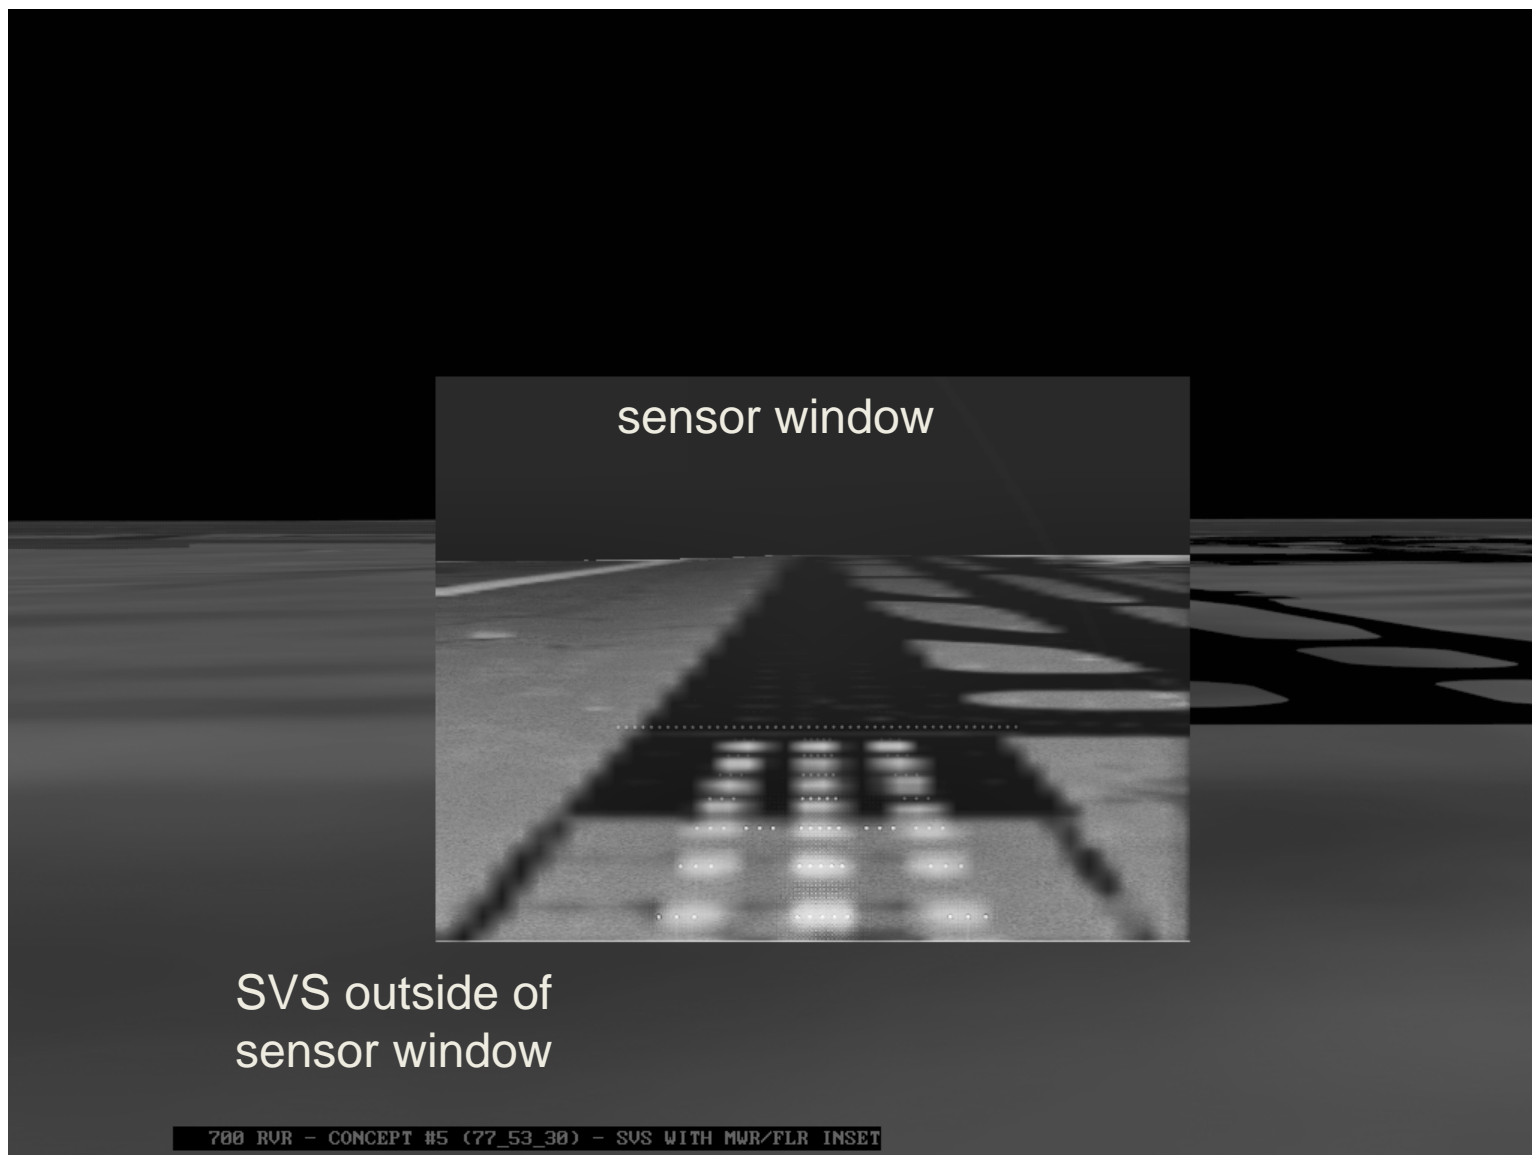 sensor window
SVS outside of
sensor window
700 RVR - CONCEPT #5 (77_53_30) - SVS WITH MWR/FLR INSET